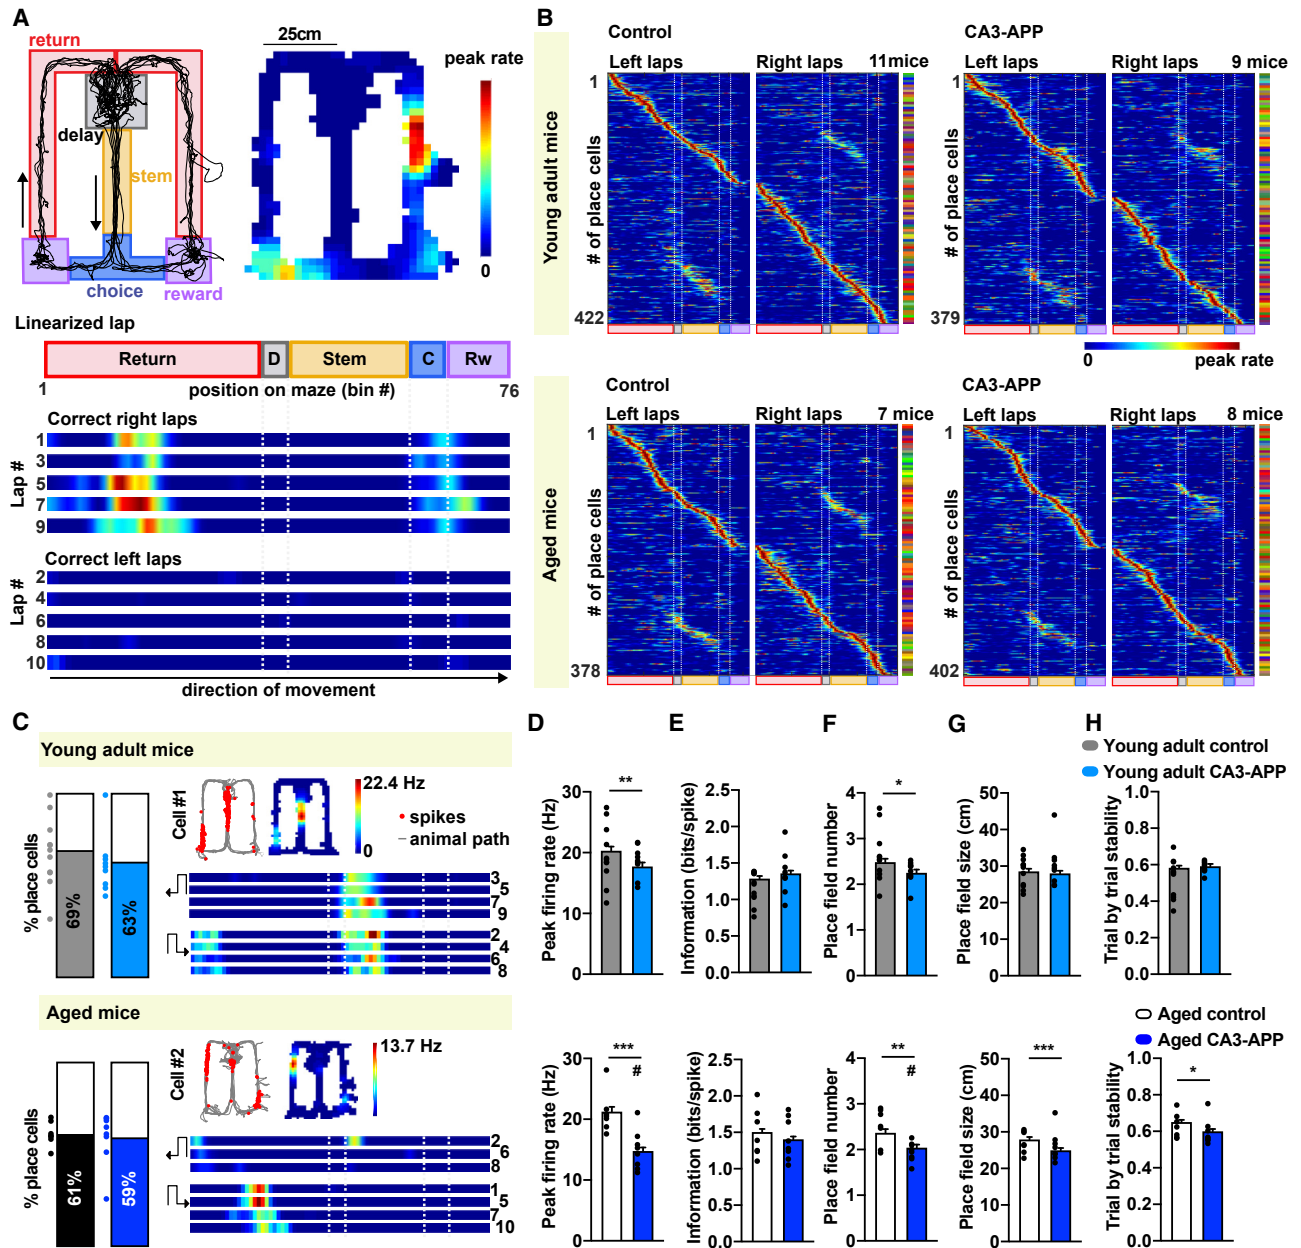 A
return
delay
stem
choice
reward
25cm
peak rate
0
Linearized lap
Return
D
Stem
C
Rw
1
position on maze (bin #)
76
Correct right laps
Lap #
1
3
5
7
9
Correct left laps
Lap #
2
4
6
8
10
direction of movement
B
Young adult mice
Control
Left laps
Right laps
11 mice
# of place cells
1
422
CA3-APP
Left laps
Right laps
9 mice
# of place cells
1
379
0
peak rate
Aged mice
Control
Left laps
Right laps
7 mice
# of place cells
1
378
CA3-APP
Left laps
Right laps
8 mice
# of place cells
1
402
C
Young adult mice
% place cells
69%
63%
Cell #1
22.4 Hz
0
spikes
animal path
3
5
7
9
2
4
6
8
Aged mice
% place cells
61%
59%
Cell #2
13.7 Hz
2
6
8
1
5
7
10
D
Peak firing rate (Hz)
30
20
10
0
**
Peak firing rate (Hz)
30
20
10
0
***
#
E
Information (bits/spike)
2.5
2.0
1.5
1.0
0.5
0.0
Information (bits/spike)
2.5
2.0
1.5
1.0
0.5
0.0
F
Place field number
4
3
2
1
0
*
Place field number
4
3
2
1
0
**
#
G
Place field size (cm)
50
40
30
20
10
0
Place field size (cm)
50
40
30
20
10
0
***
H
Young adult control
Young adult CA3-APP
Trial by trial stability
1.0
0.8
0.6
0.4
0.2
0.0
Aged control
Aged CA3-APP
Trial by trial stability
1.0
0.8
0.6
0.4
0.2
0.0
*